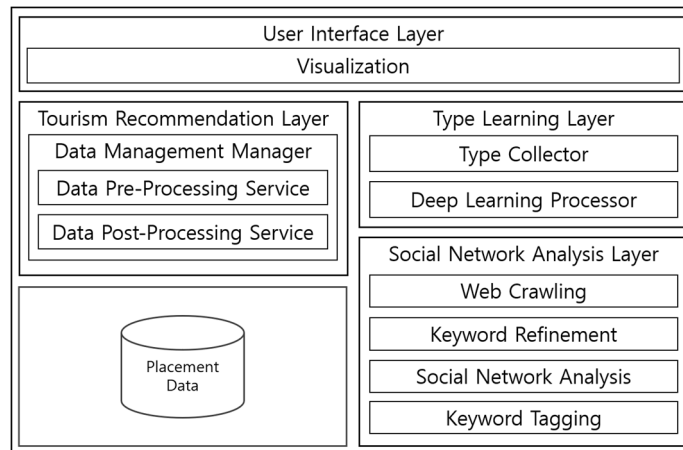 User Interface Layer
Visualization
Tourism Recommendation Layer
Data Management Manager
Data Pre-Processing Service
Data Post-Processing Service
Placement
Data
Type Learning Layer
Type Collector
Deep Learning Processor
Social Network Analysis Layer
Web Crawling
Keyword Refinement
Social Network Analysis
Keyword Tagging